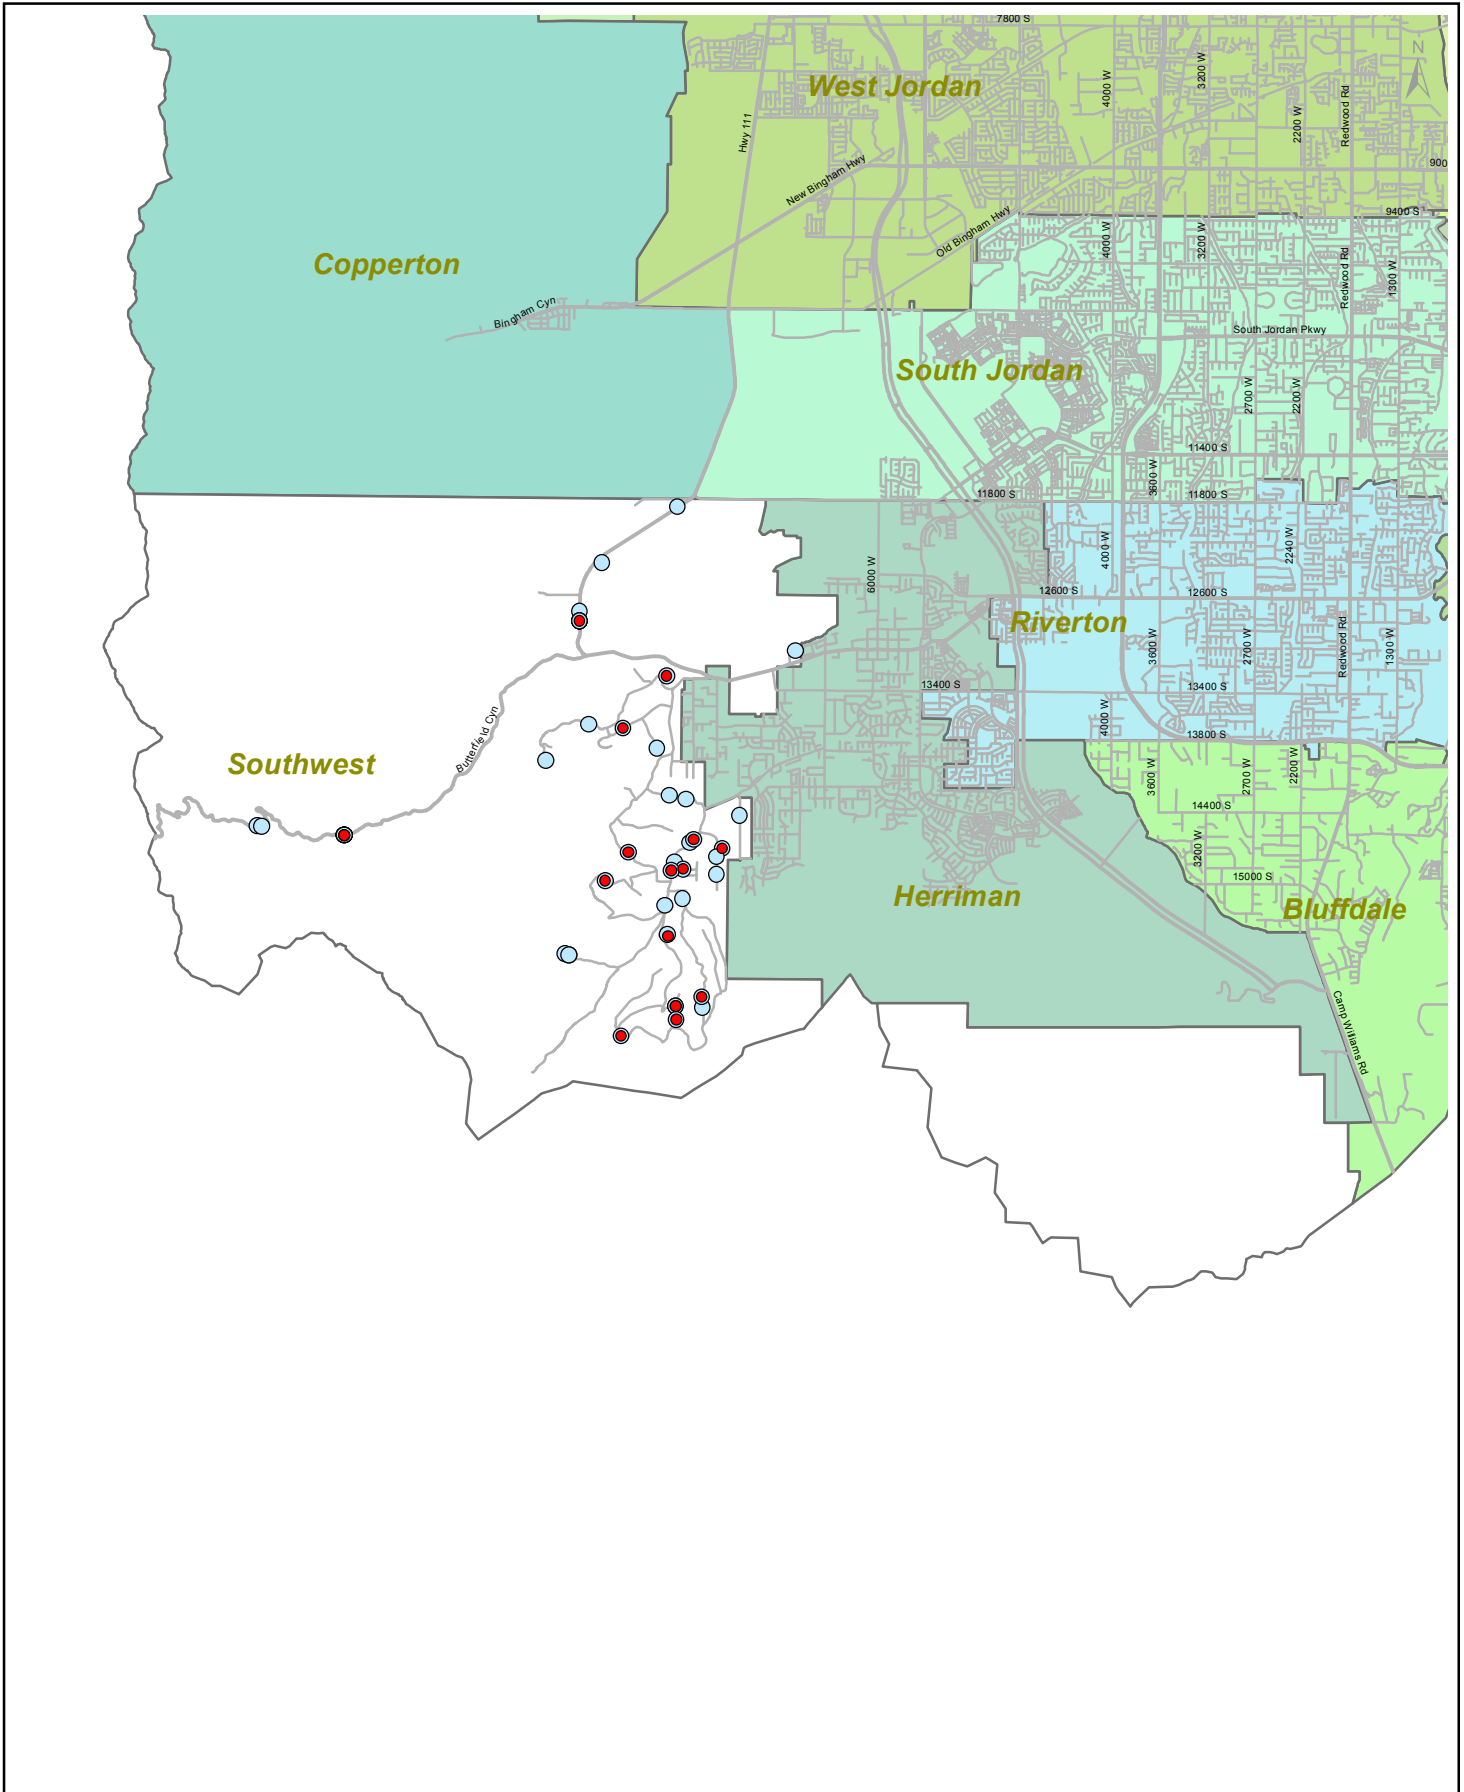 7800 S
N
West Jordan
4000 W
3200 W
Redwood Rd
2200 W
Hwy 111
New Bingham Hwy
900
9400 S
Old Bingham Hwy
4000 W
3200 W
Copperton
Redwood Rd
1300 W
Bingham Cyn
South Jordan Pkwy
South Jordan
2700 W
2200 W
11400 S
3600 W
11800 S
11800 S
4000 W
2240 W
6000 W
12600 S
12600 S
Riverton
3600 W
2700 W
Redwood Rd
1300 W
13400 S
13400 S
4000 W
13800 S
Butterfield Cyn
Southwest
3600 W
2700 W
2200 W
14400 S
3200 W
15000 S
Herriman
Bluffdale
Camp Williams Rd